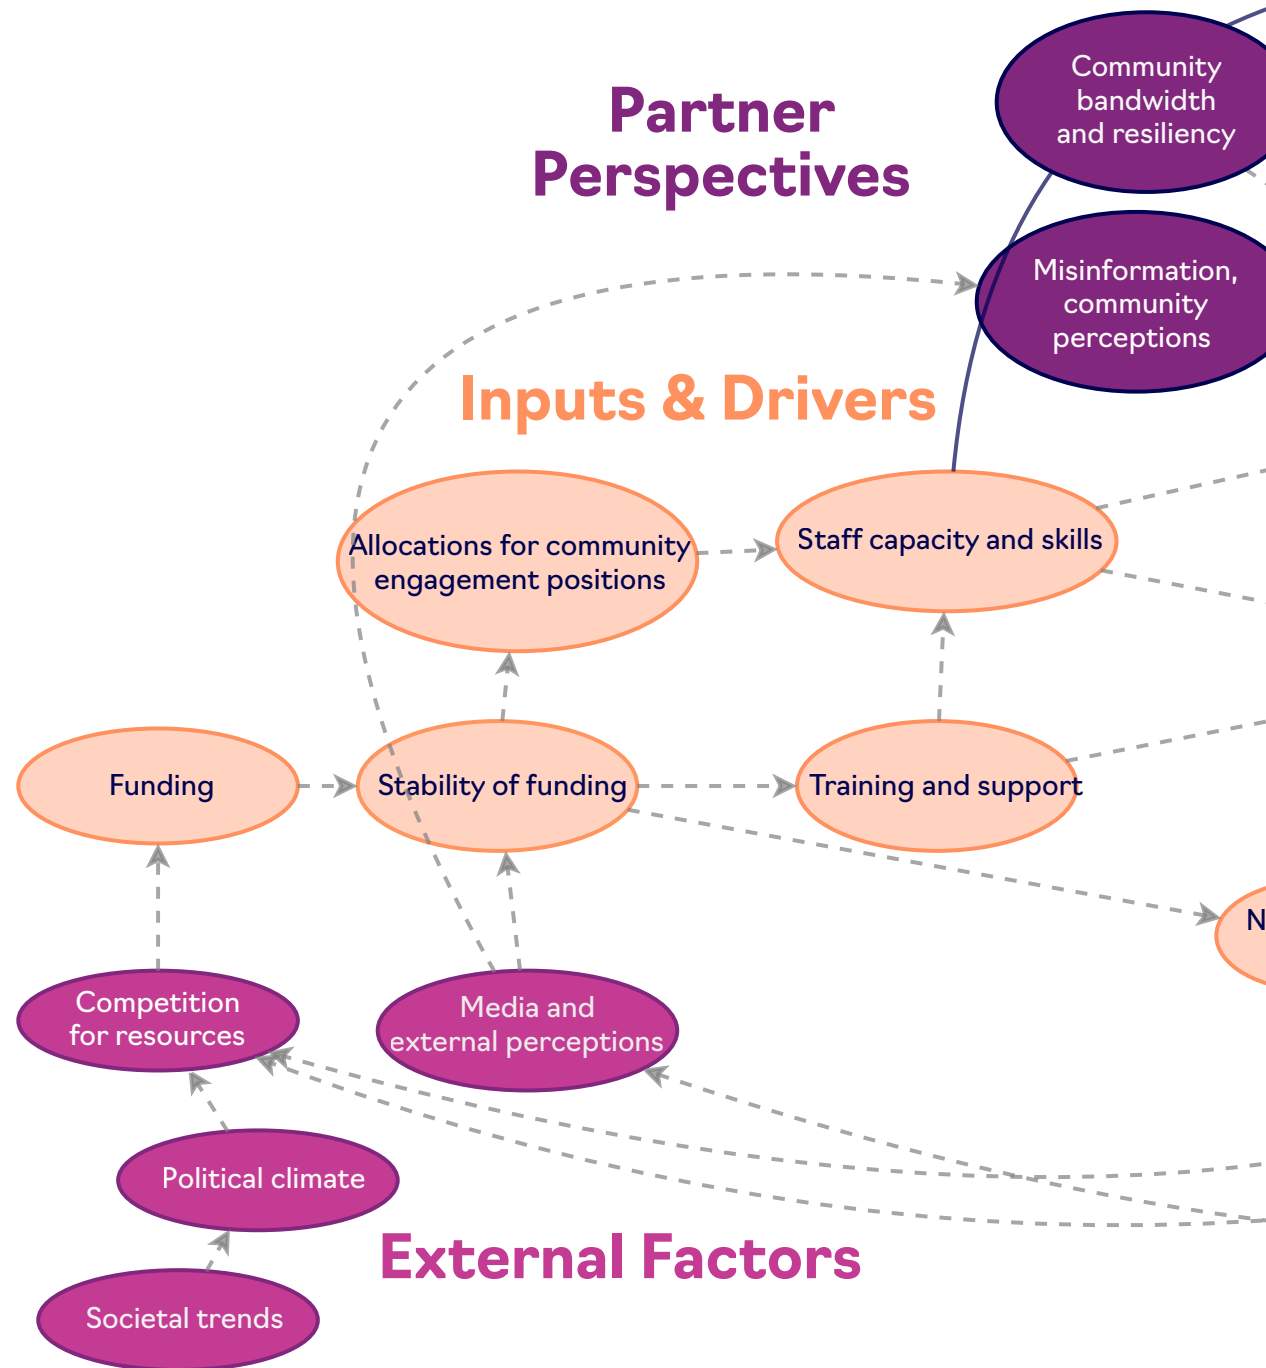 Community
bandwidth
and resiliency
Partner
Perspectives
Misinformation,
community
perceptions
Inputs & Drivers
Allocations for community
engagement positions
Staff capacity and skills
Funding
Stability of funding
Training and support
Competition
for resources
Media and
external perceptions
Political climate
External Factors
Societal trends